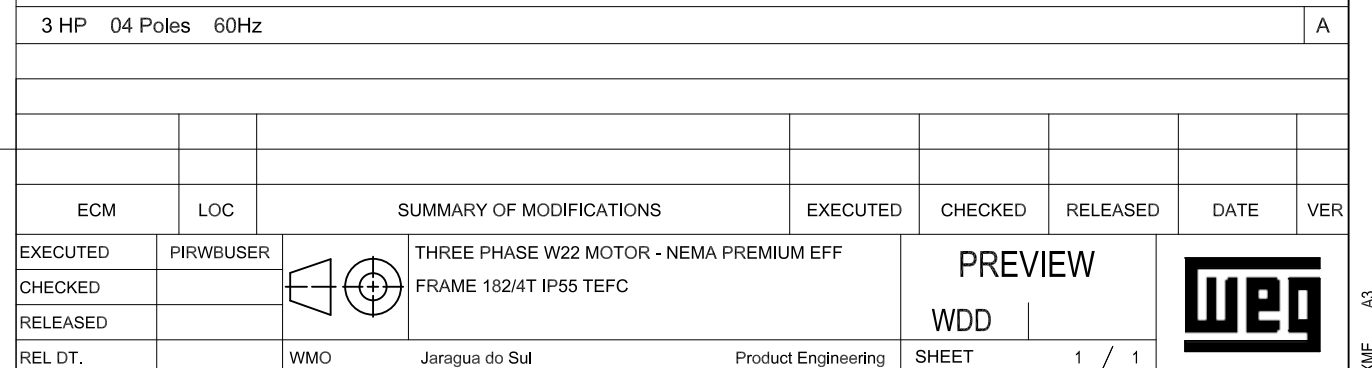 3 HP 04 Poles 60Hz A
ECM LOC SUMMARY OF MODIFICATIONS EXECUTED CHECKED RELEASED DATE VER
EXECUTED PIRWBUSER THREE PHASE W22 MOTOR - NEMA PREMIUM EFF PREVIEW
CHECKED FRAME 182/4T IP55 TEFC
RELEASED WDD
REL DT. WMO Jaragua do Sul Product Engineering SHEET 1 / 1
weg
A3